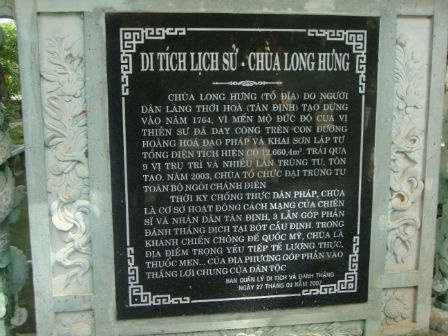 DI TÍCH LỊCH SỬ - CHÙA LONG HƯNG
CHÙA LONG HƯNG (TỔ ĐỈA) DO NGƯỜI
DÂN LÀNG THỚI HOÀ (TÂN ĐỊNH) TẠO DỰNG
VÀO NĂM 1764, VÌ MẾN MỘ ĐỨC ĐỘ CỦA VỊ
THIỀN SƯ ĐÃ DÀY CÔNG TRÊN CON ĐƯỜNG
HOẰNG HOÁ ĐẠO PHÁP VÀ KHAI SƠN LẬP TỰ
TỔNG DIỆN TÍCH HIỆN CÓ 12.660,4m². TRẢI QUA
9 VỊ TRỤ TRÌ VÀ NHIỀU LẦN TRÙNG TU, TÔN
TẠO. NĂM 2003, CHÙA TỔ CHỨC ĐẠI TRÙNG TU
TOÀN BỘ NGÔI CHÁNH ĐIỆN
THỜI KỲ CHỐNG THỰC DÂN PHÁP, CHÙA
LÀ CƠ SỞ HOẠT ĐỘNG CÁCH MẠNG CỦA CHIẾN
SĨ VÀ NHÂN DÂN TÂN ĐỊNH, 3 LẦN GÓP PHẦN
ĐÁNH THẮNG ĐỊCH TẠI BÓT CẦU ĐINH. TRONG
KHÁNH CHIẾN CHỐNG ĐẾ QUỐC MỸ, CHÙA LÀ
ĐỊA ĐIỂM TRỌNG YẾU TIẾP TẾ LƯƠNG THỰC,
THUỐC MEN... CỦA ĐỊA PHƯƠNG GÓP PHẦN VÀO
THẮNG LỢI CHUNG CỦA DÂN TỘC
BAN QUẢN LÝ DI TÍCH VÀ DANH THẮNG
NGÀY 27 THÁNG 09 NĂM 2007